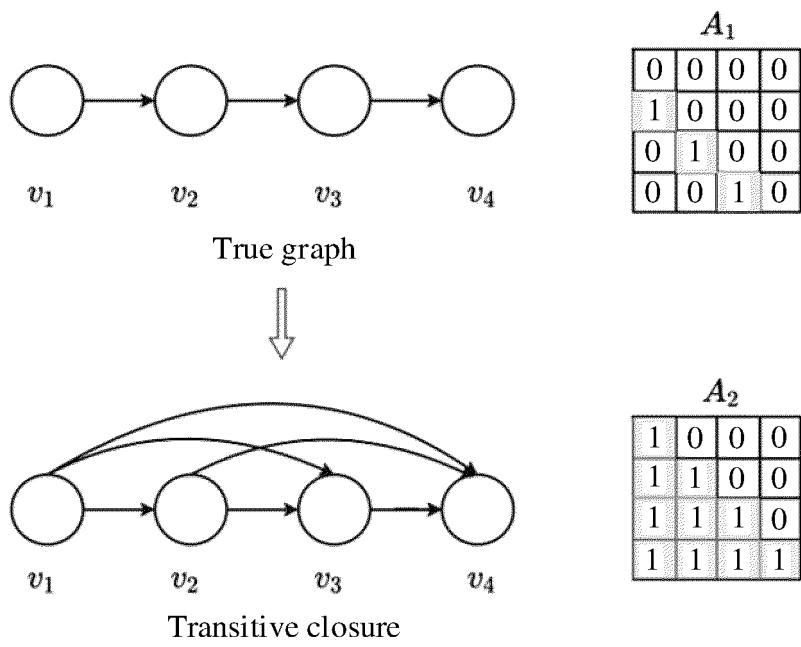 A₁
0 0 0 0
1 0 0 0
0 1 0 0
0 0 1 0
v₁ v₂ v₃ v₄
True graph
A₂
1 0 0 0
1 1 0 0
1 1 1 0
1 1 1 1
v₁ v₂ v₃ v₄
Transitive closure